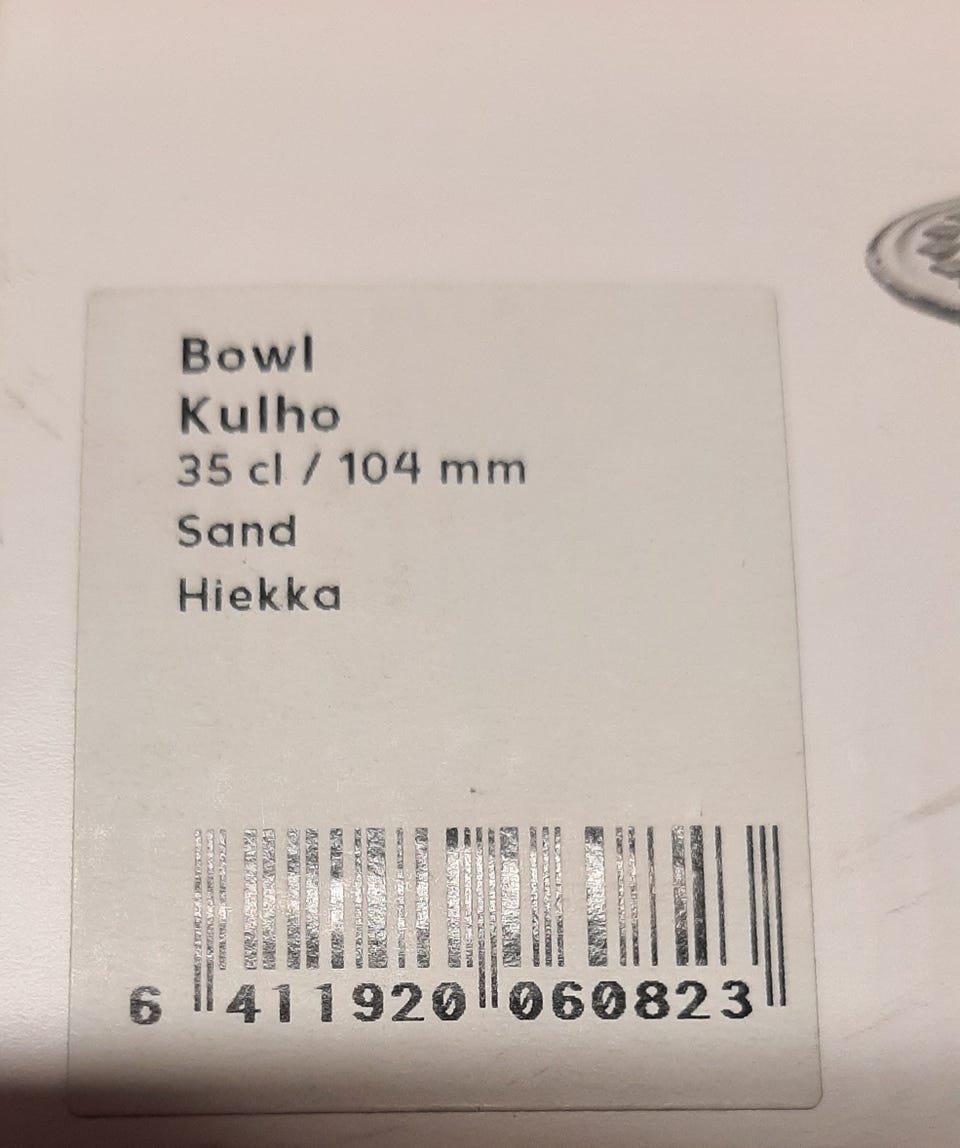 Bowl
Kulho
35 cl / 104 mm
Sand
Hiekka
6 411920 060823